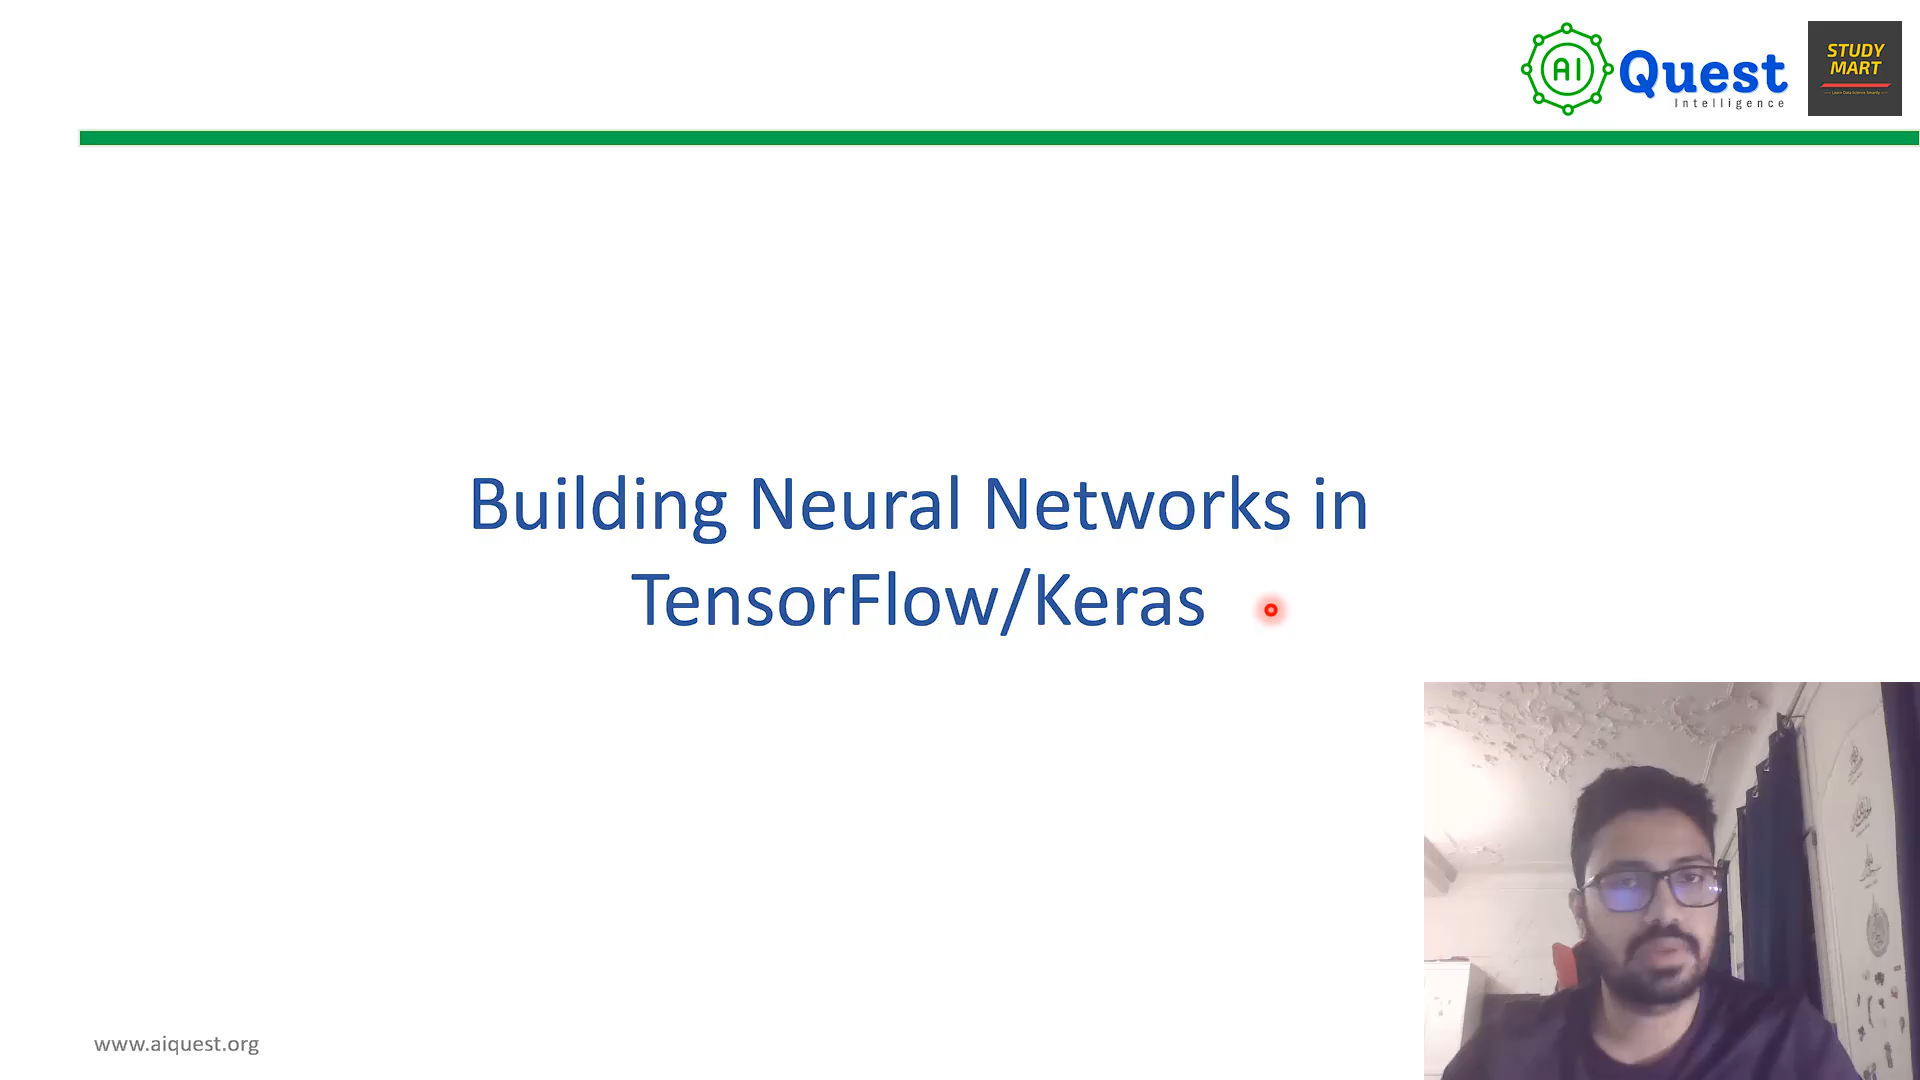 AI Quest
Intelligence
STUDY
MART
Building Neural Networks in
TensorFlow/Keras
www.aiquest.org